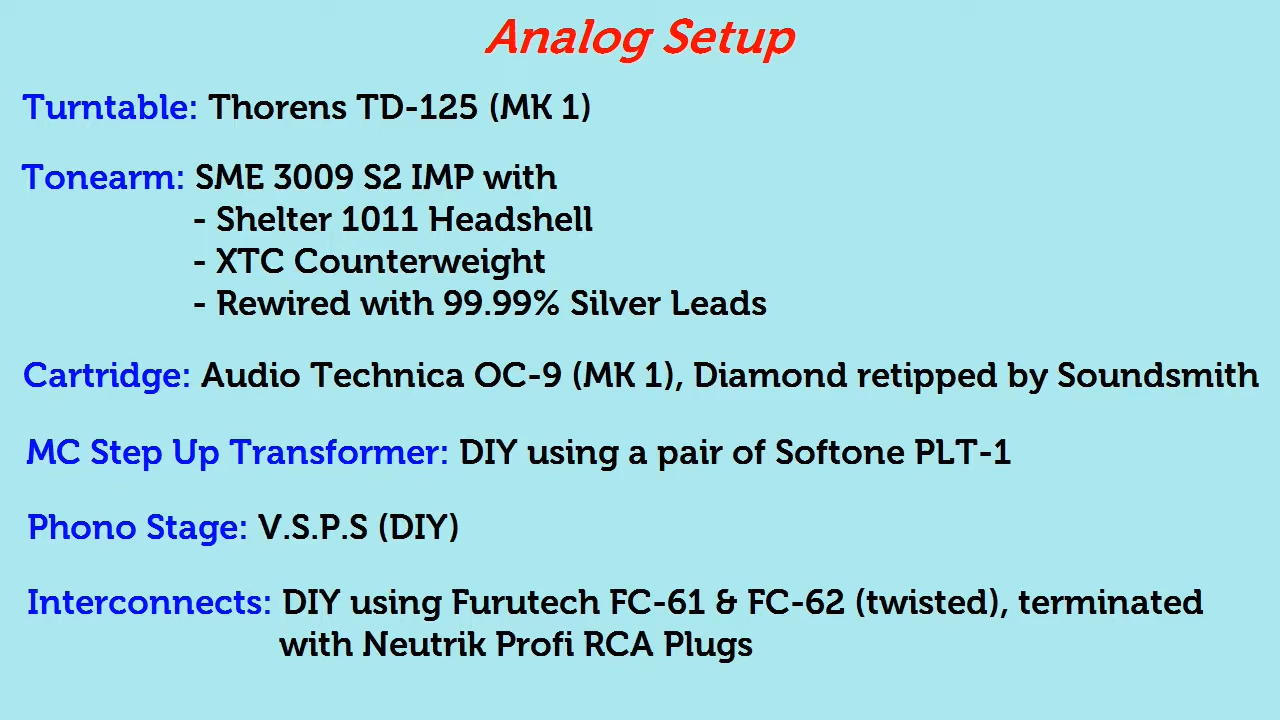 Analog Setup
Turntable: Thorens TD-125 (MK 1)
Tonearm: SME 3009 S2 IMP with
- Shelter 1011 Headshell
- XTC Counterweight
- Rewired with 99.99% Silver Leads
Cartridge: Audio Technica OC-9 (MK 1), Diamond retipped by Soundsmith
MC Step Up Transformer: DIY using a pair of Softone PLT-1
Phono Stage: V.S.P.S (DIY)
Interconnects: DIY using Furutech FC-61 & FC-62 (twisted), terminated
with Neutrik Profi RCA Plugs